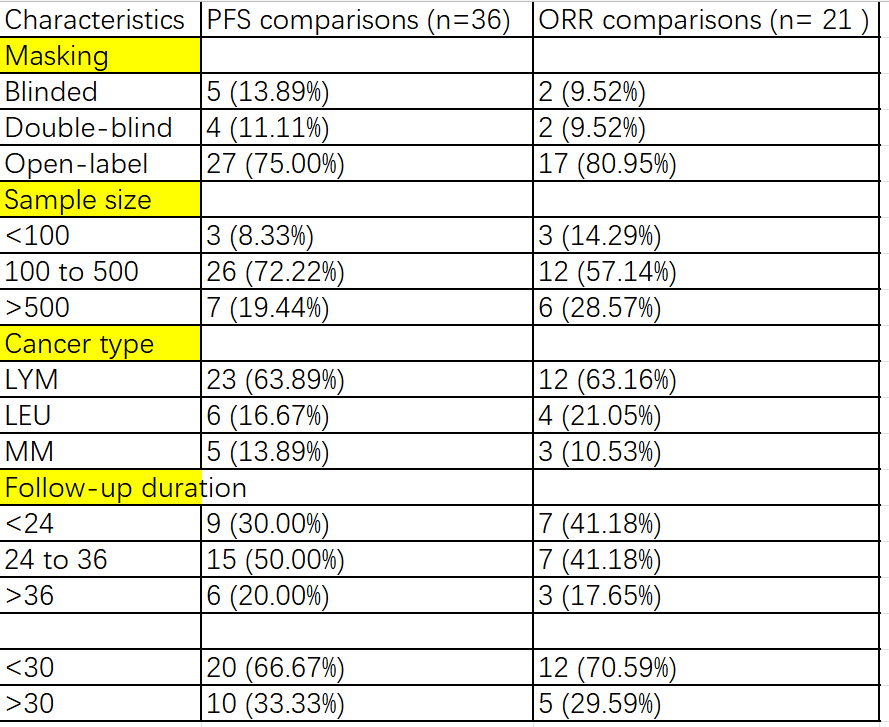 Characteristics PFS comparisons (n=36) ORR comparisons (n= 21 )
Masking
Blinded 5 (13.89%) 2 (9.52%)
Double-blind 4 (11.11%) 2 (9.52%)
Open-label 27 (75.00%) 17 (80.95%)
Sample size
<100 3 (8.33%) 3 (14.29%)
100 to 500 26 (72.22%) 12 (57.14%)
>500 7 (19.44%) 6 (28.57%)
Cancer type
LYM 23 (63.89%) 12 (63.16%)
LEU 6 (16.67%) 4 (21.05%)
MM 5 (13.89%) 3 (10.53%)
Follow-up duration
<24 9 (30.00%) 7 (41.18%)
24 to 36 15 (50.00%) 7 (41.18%)
>36 6 (20.00%) 3 (17.65%)
<30 20 (66.67%) 12 (70.59%)
>30 10 (33.33%) 5 (29.59%)